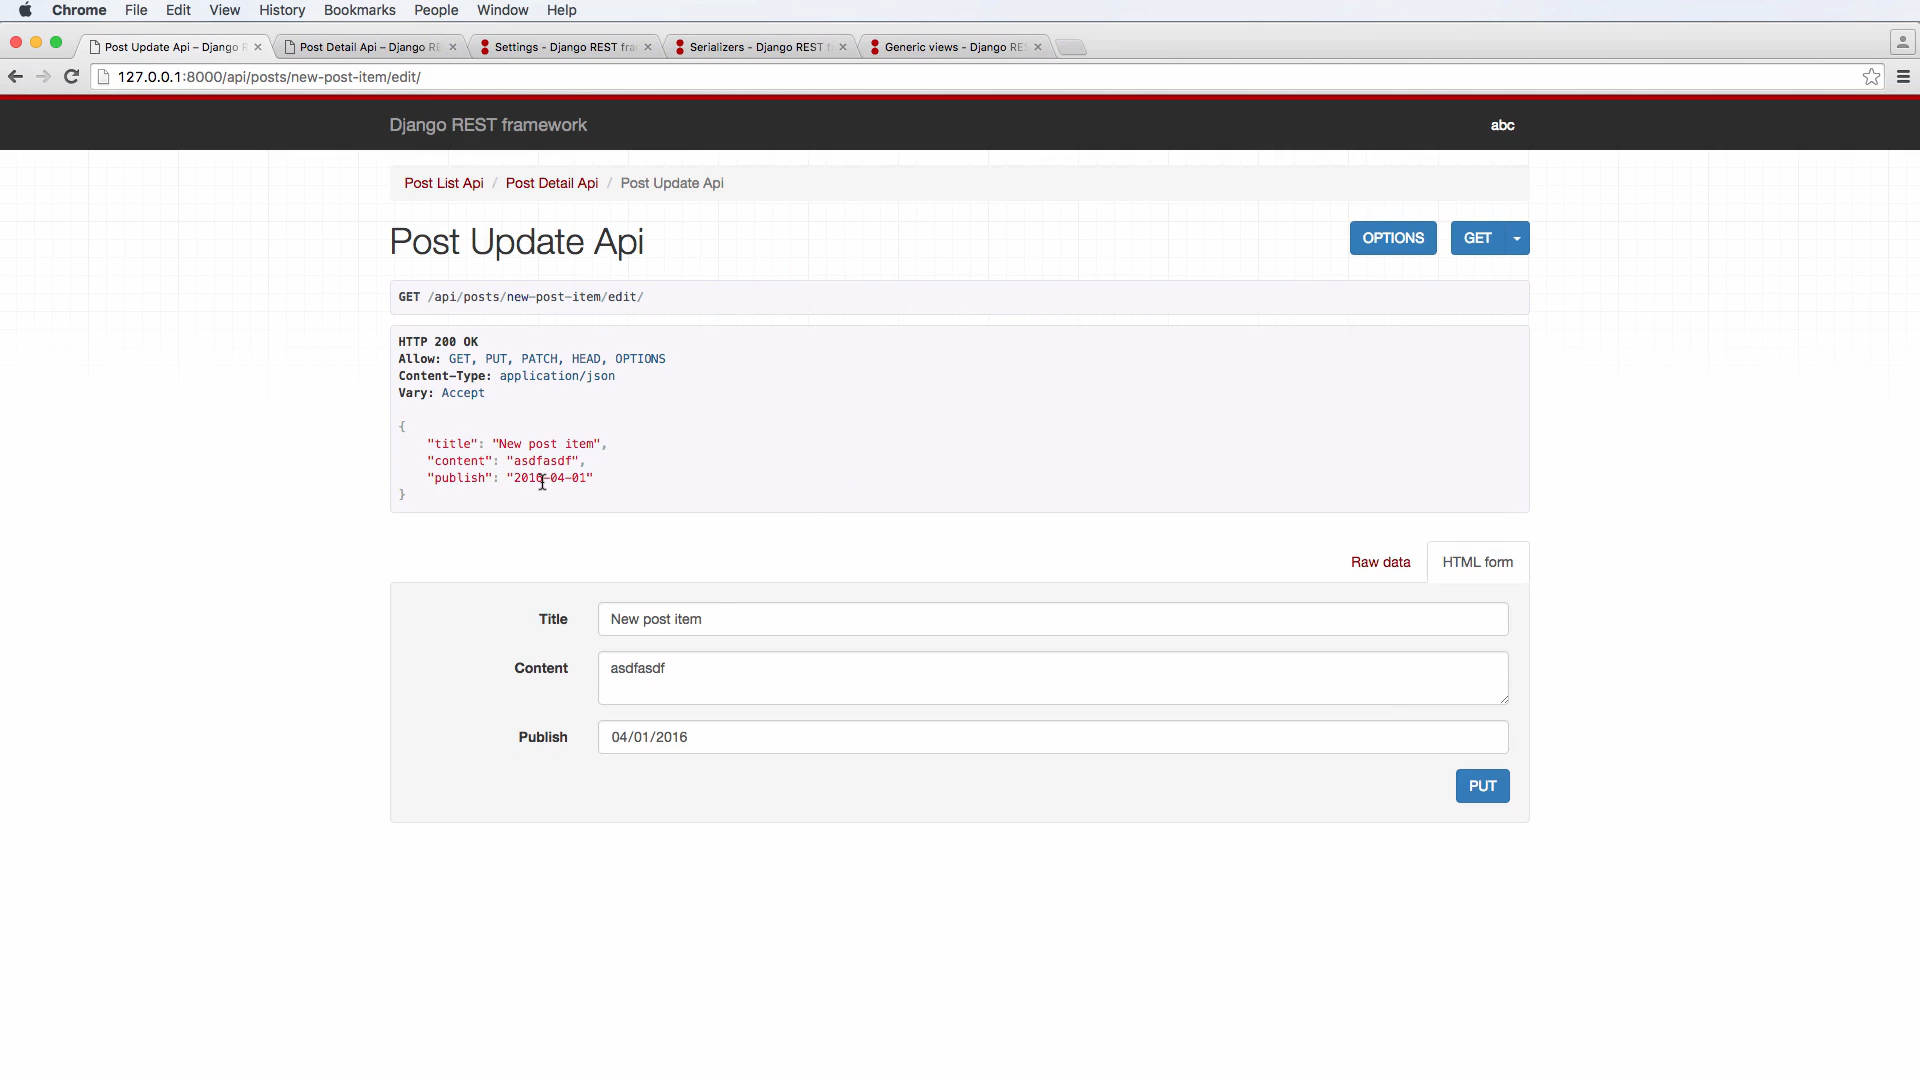 Chrome File Edit View History Bookmarks People Window Help
Post Update Api – Django R Post Detail Api – Django RE Settings - Django REST fra Serializers - Django REST f Generic views - Django RE
127.0.0.1:8000/api/posts/new-post-item/edit/
Django REST framework abc
Post List Api / Post Detail Api / Post Update Api
Post Update Api OPTIONS GET
GET /api/posts/new-post-item/edit/
HTTP 200 OK
Allow: GET, PUT, PATCH, HEAD, OPTIONS
Content-Type: application/json
Vary: Accept
{
"title": "New post item",
"content": "asdfasdf",
"publish": "2016-04-01"
}
Raw data HTML form
Title New post item
Content asdfasdf
Publish 04/01/2016
PUT